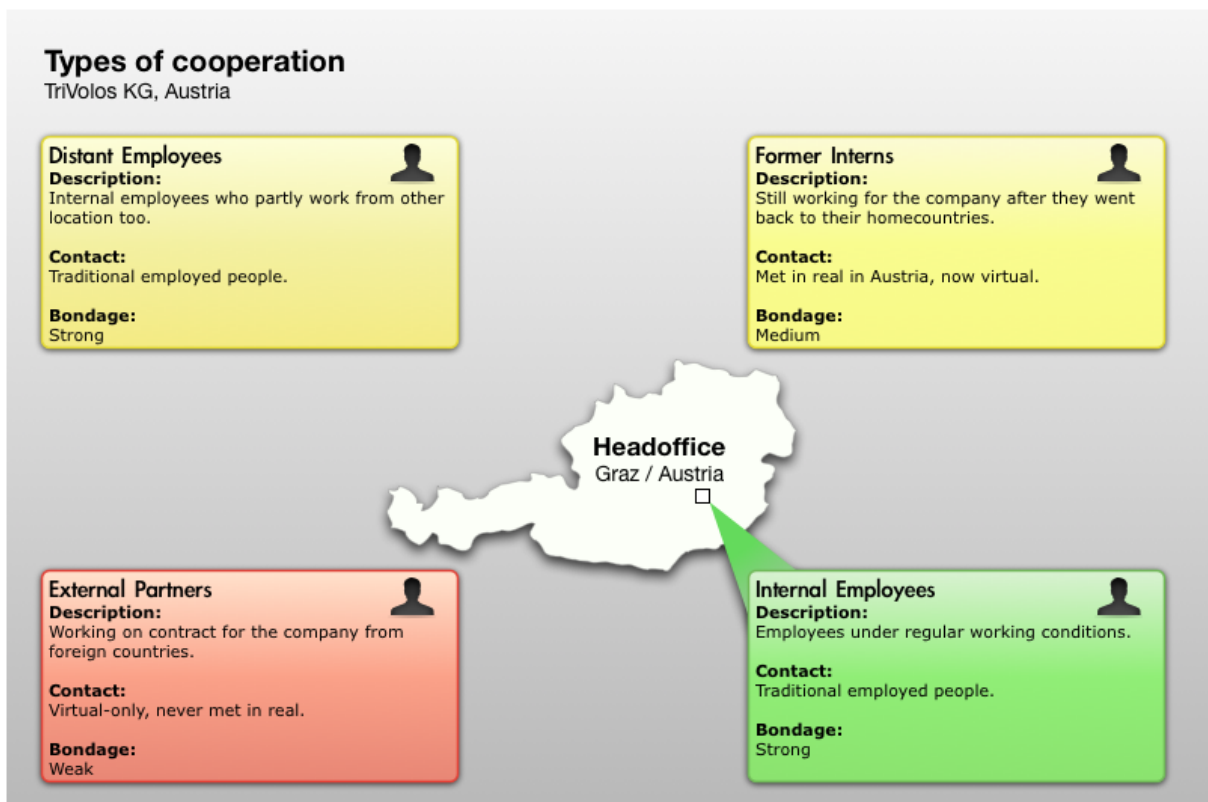 Types of cooperation
TriVolos KG, Austria
Distant Employees
Description:
Internal employees who partly work from other
location too.
Contact:
Traditional employed people.
Bondage:
Strong
Former Interns
Description:
Still working for the company after they went
back to their homecountries.
Contact:
Met in real in Austria, now virtual.
Bondage:
Medium
Headoffice
Graz / Austria
External Partners
Description:
Working on contract for the company from
foreign countries.
Contact:
Virtual-only, never met in real.
Bondage:
Weak
Internal Employees
Description:
Employees under regular working conditions.
Contact:
Traditional employed people.
Bondage:
Strong